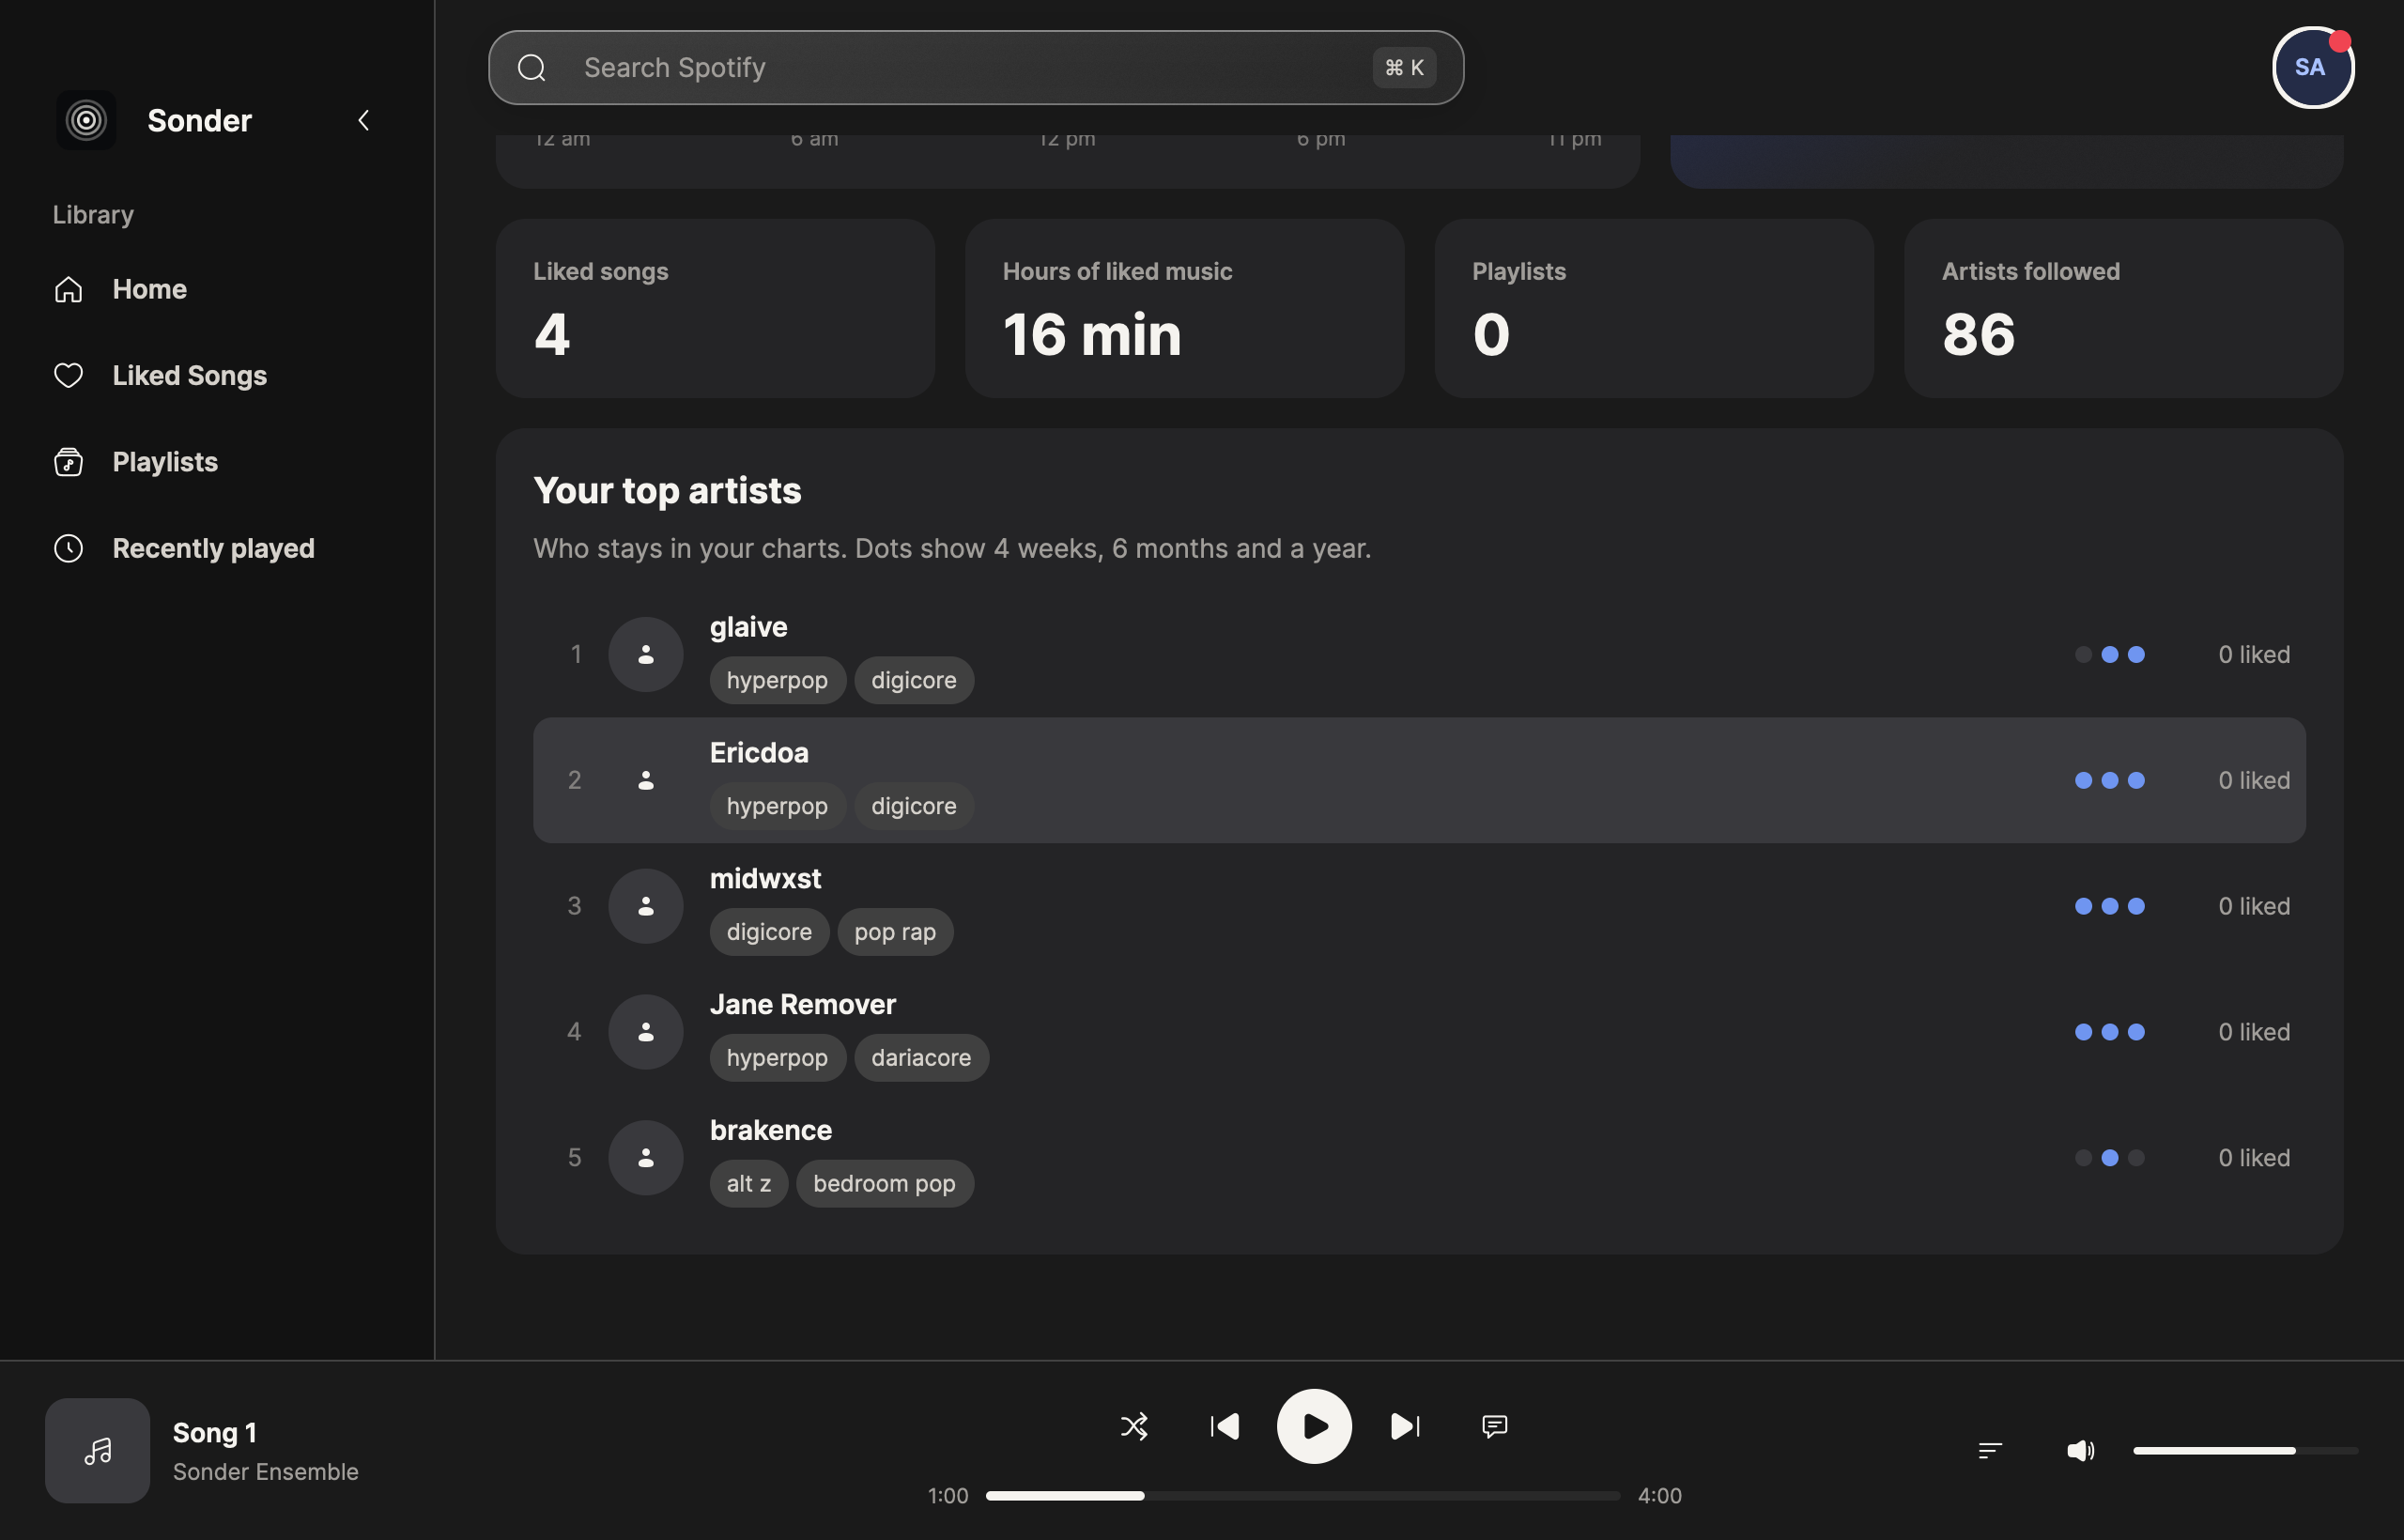 Sonder
Library
Home
Liked Songs
Playlists
Recently played
Search Spotify
⌘ K
SA
12 am 6 am 12 pm 6 pm 11 pm
Liked songs
4
Hours of liked music
16 min
Playlists
0
Artists followed
86
Your top artists
Who stays in your charts. Dots show 4 weeks, 6 months and a year.
1
glaive
hyperpop digicore
0 liked
2
Ericdoa
hyperpop digicore
0 liked
3
midwxst
digicore pop rap
0 liked
4
Jane Remover
hyperpop dariacore
0 liked
5
brakence
alt z bedroom pop
0 liked
Song 1
Sonder Ensemble
1:00 4:00